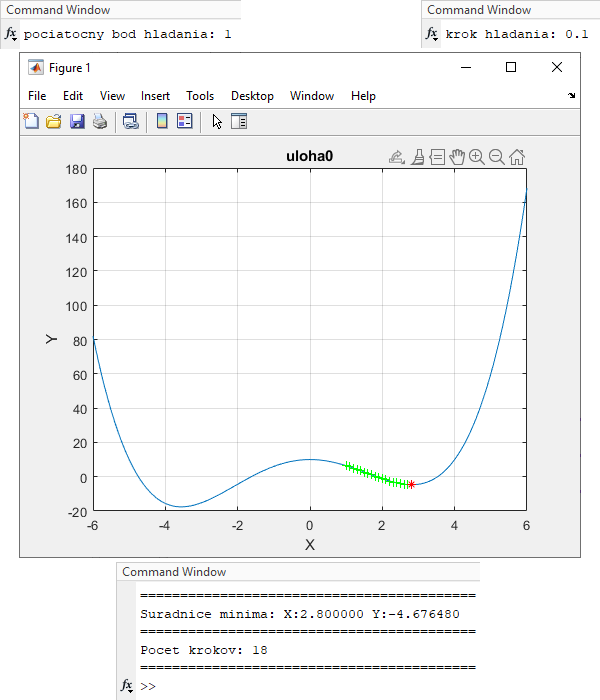 Command Window
fx pociatocny bod hladania: 1
Command Window
fx krok hladania: 0.1
Figure 1
File Edit View Insert Tools Desktop Window Help
uloha0
180
160
140
120
100
80
60
40
20
0
-20
Y
-6 -4 -2 0 2 4 6
X
Command Window
==========================================
Suradnice minima: X:2.800000 Y:-4.676480
==========================================
Pocet krokov: 18
==========================================
fx >>